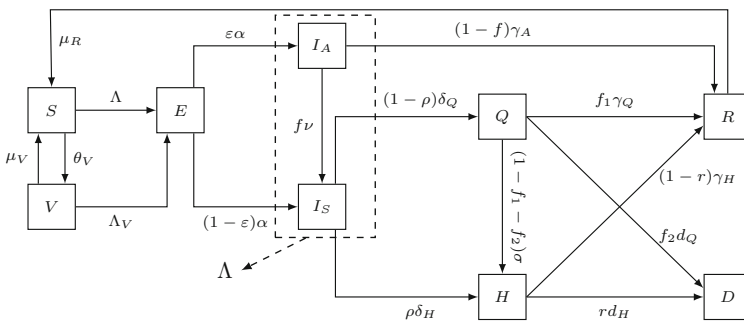 μ_R
εα
I_A
(1 − f)γ_A
S
Λ
E
(1 − ρ)δ_Q
Q
f_1γ_Q
R
fν
μ_V
θ_V
(1 − r)γ_H
V
Λ_V
(1 − ε)α
I_S
(1 − f_1 − f_2)σ
f_2d_Q
Λ
ρδ_H
H
rd_H
D